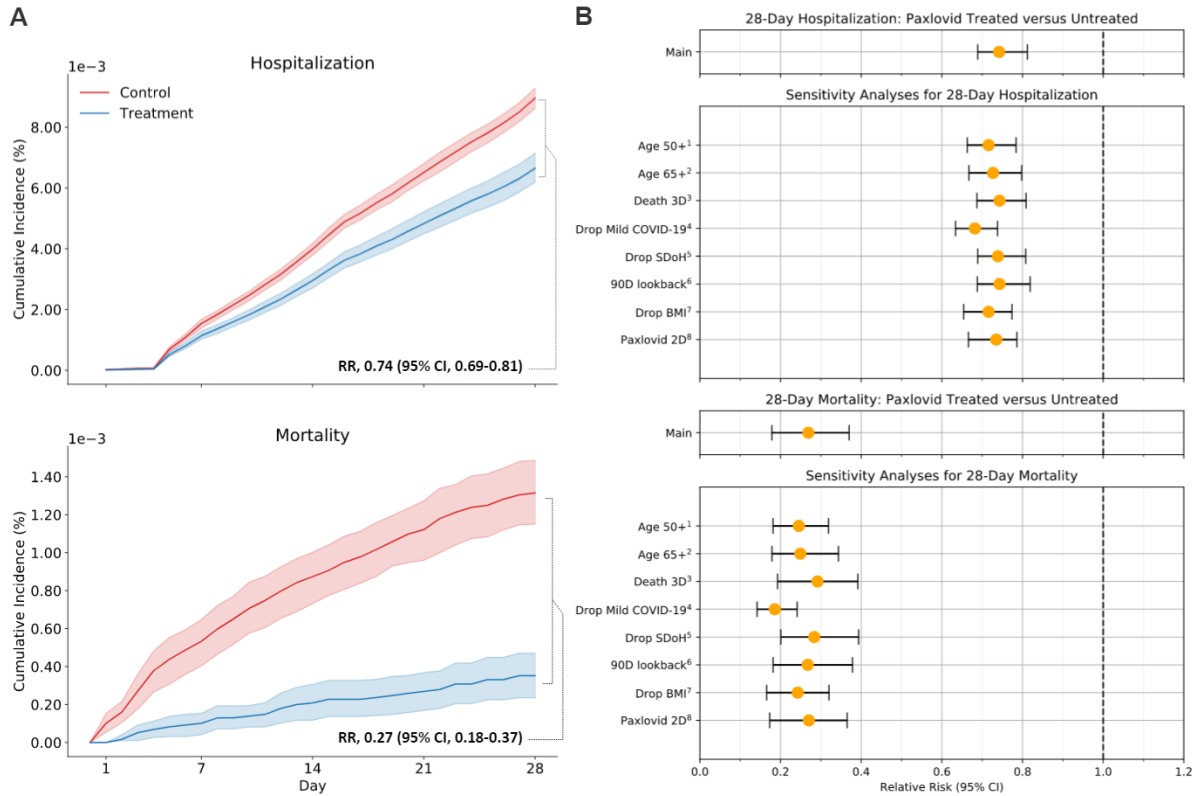 A
1e−3
Hospitalization
Control
Treatment
8.00
6.00
4.00
2.00
0.00
Cumulative Incidence (%)
RR, 0.74 (95% CI, 0.69-0.81)
1
7
14
21
28
1e−3
Mortality
1.40
1.20
1.00
0.80
0.60
0.40
0.20
0.00
Cumulative Incidence (%)
RR, 0.27 (95% CI, 0.18-0.37)
1
7
14
21
28
Day
B
28-Day Hospitalization: Paxlovid Treated versus Untreated
Main
Sensitivity Analyses for 28-Day Hospitalization
Age 50+¹
Age 65+²
Death 3D³
Drop Mild COVID-19⁴
Drop SDoH⁵
90D lookback⁶
Drop BMI⁷
Paxlovid 2D⁸
28-Day Mortality: Paxlovid Treated versus Untreated
Main
Sensitivity Analyses for 28-Day Mortality
Age 50+¹
Age 65+²
Death 3D³
Drop Mild COVID-19⁴
Drop SDoH⁵
90D lookback⁶
Drop BMI⁷
Paxlovid 2D⁸
0.0
0.2
0.4
0.6
0.8
1.0
1.2
Relative Risk (95% CI)